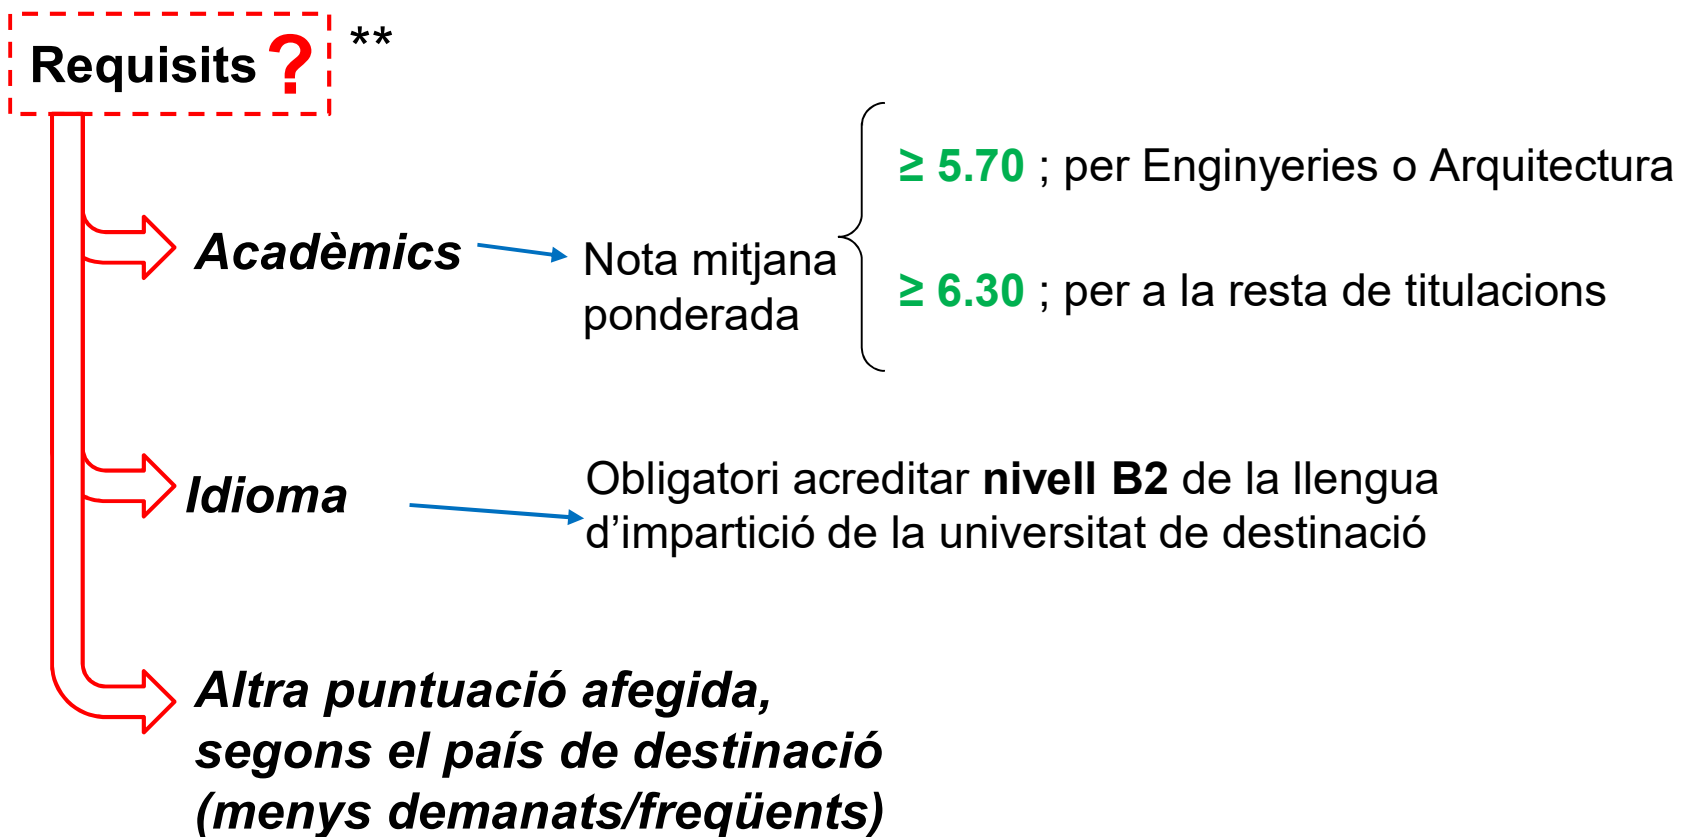 Requisits ? **
≥ 5.70 ; per Enginyeries o Arquitectura
Acadèmics
Nota mitjana
ponderada
≥ 6.30 ; per a la resta de titulacions
Idioma
Obligatori acreditar nivell B2 de la llengua
d’impartició de la universitat de destinació
Altra puntuació afegida,
segons el país de destinació
(menys demanats/freqüents)